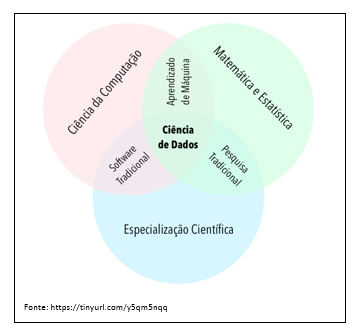 Ciência da Computação
Matemática e Estatística
Aprendizado
de Máquina
Ciência
de Dados
Software
Tradicional
Pesquisa
Tradicional
Especialização Científica
Fonte: https://tinyurl.com/y5qm5nqq